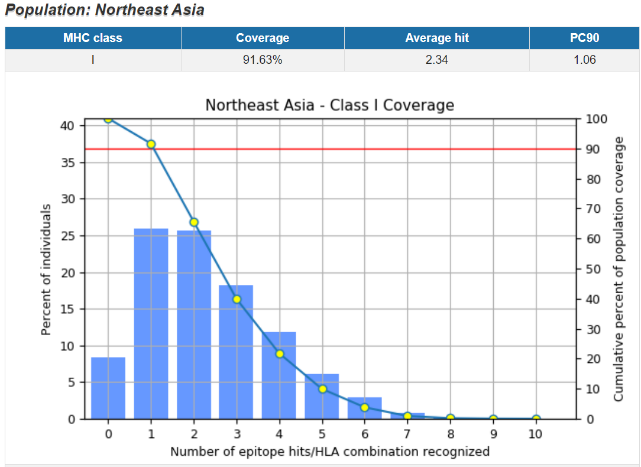 Population: Northeast Asia
MHC class Coverage Average hit PC90
I 91.63% 2.34 1.06
Northeast Asia - Class I Coverage
40 100
35 90
30 80
25 70
20 60
15 50
10 40
5 30
0 20
10
0
Percent of individuals
Cumulative percent of population coverage
0 1 2 3 4 5 6 7 8 9 10
Number of epitope hits/HLA combination recognized